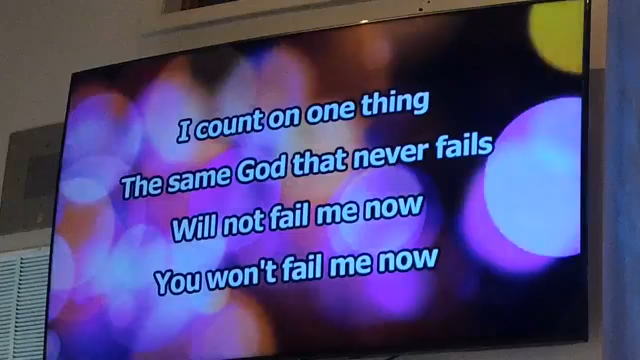 I count on one thing
The same God that never fails
Will not fail me now
You won't fail me now